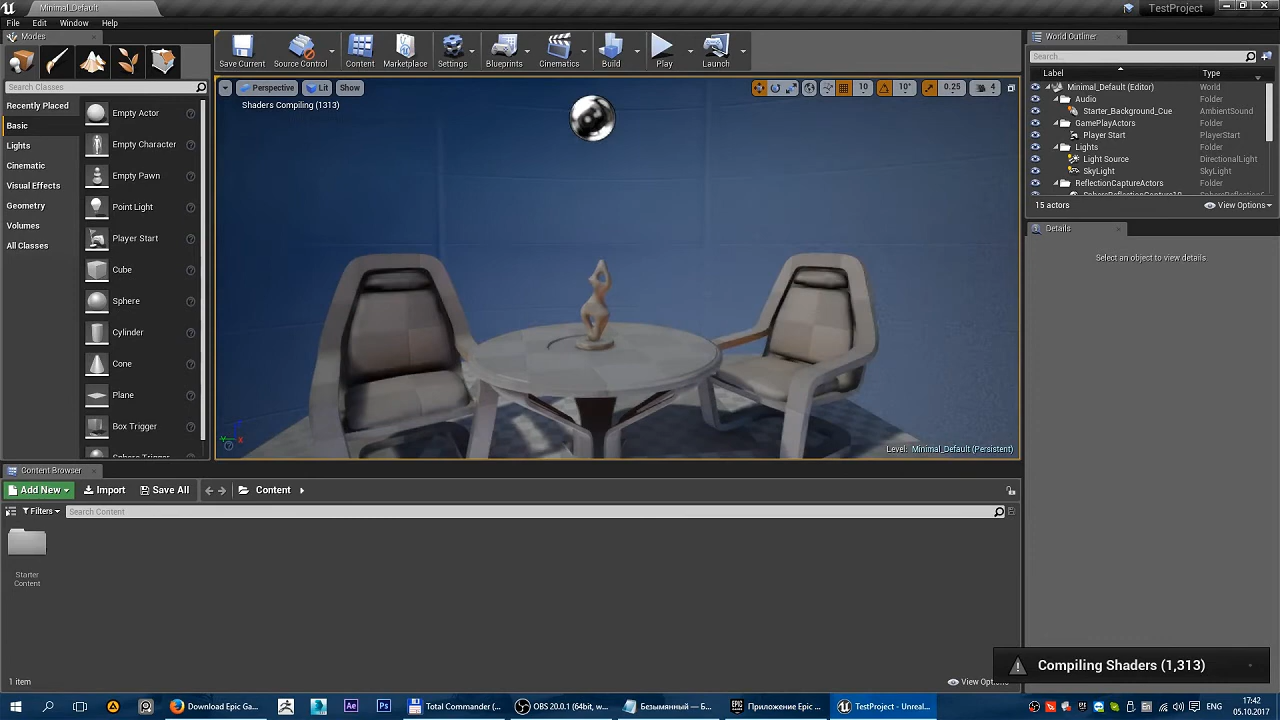 Minimal_Default
TestProject
File Edit Window Help
Modes
Search Classes
Recently Placed
Basic
Lights
Cinematic
Visual Effects
Geometry
Volumes
All Classes
Empty Actor
Empty Character
Empty Pawn
Point Light
Player Start
Cube
Sphere
Cylinder
Cone
Plane
Box Trigger
Sphere Trigger
Save Current
Source Control
Content
Marketplace
Settings
Blueprints
Cinematics
Build
Play
Launch
Perspective
Lit
Show
10
10°
0.25
4
Shaders Compiling (1313)
Level: Minimal_Default (Persistent)
World Outliner
Search...
Label Type
Minimal_Default (Editor) World
Audio Folder
Starter_Background_Cue AmbientSound
GamePlayActors Folder
Player Start PlayerStart
Lights Folder
Light Source DirectionalLight
SkyLight SkyLight
ReflectionCaptureActors Folder
15 actors
View Options
Details
Select an object to view details.
Content Browser
Add New
Import
Save All
Content
Filters
Search Content
Starter
Content
1 item
View Options
Compiling Shaders (1,313)
Download Epic Ga...
Total Commander (...
OBS 20.0.1 (64bit, w...
Безымянный — Б...
Приложение Epic ...
TestProject - Unreal...
17:42
05.10.2017